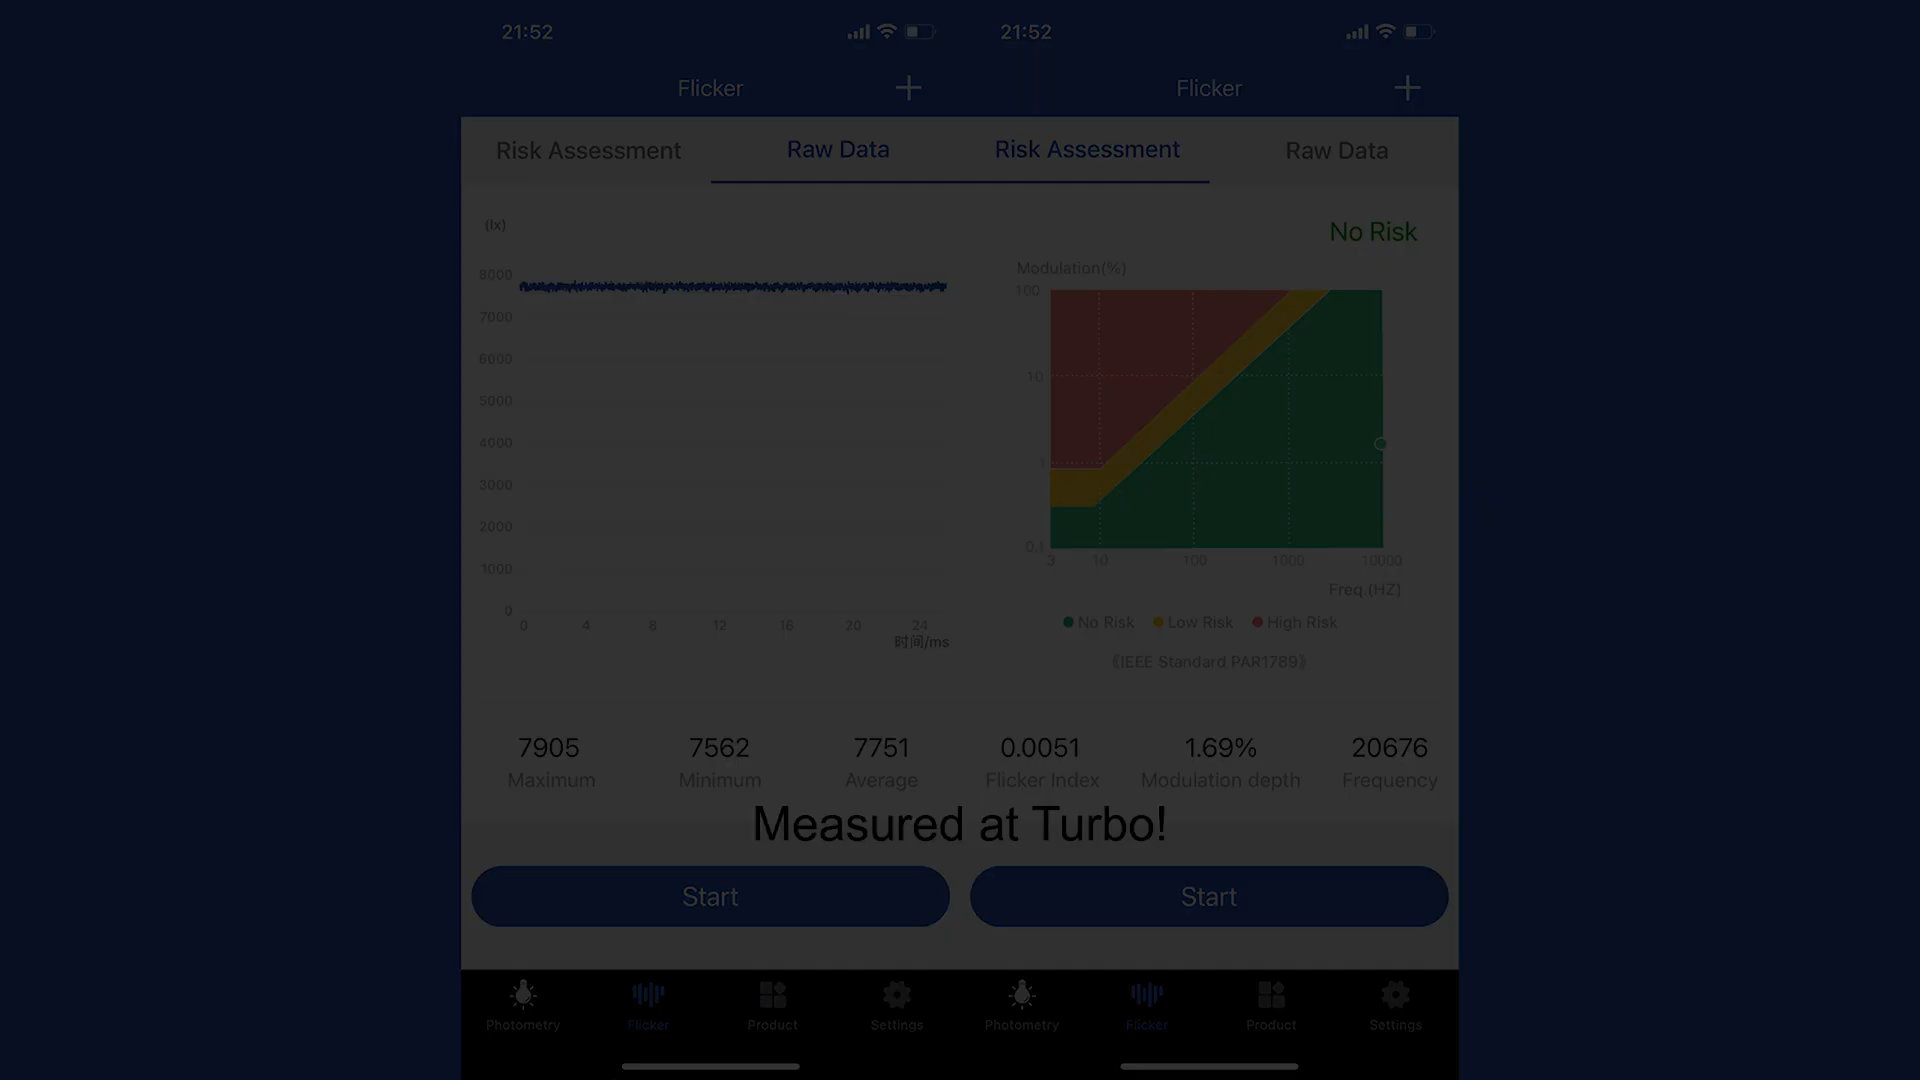 21:52
Flicker
Risk Assessment
Raw Data
(lx)
8000
7000
6000
5000
4000
3000
2000
1000
0
0 4 8 12 16 20 24
时间/ms
7905 7562 7751
Maximum Minimum Average
Start
Photometry Flicker Product Settings
21:52
Flicker
Risk Assessment
Raw Data
No Risk
Modulation(%)
100
10
1
0.1
3 10 100 1000 10000
Freq.(HZ)
No Risk Low Risk High Risk
《IEEE Standard PAR1789》
0.0051 1.69% 20676
Flicker Index Modulation depth Frequency
Measured at Turbo!
Start
Photometry Flicker Product Settings